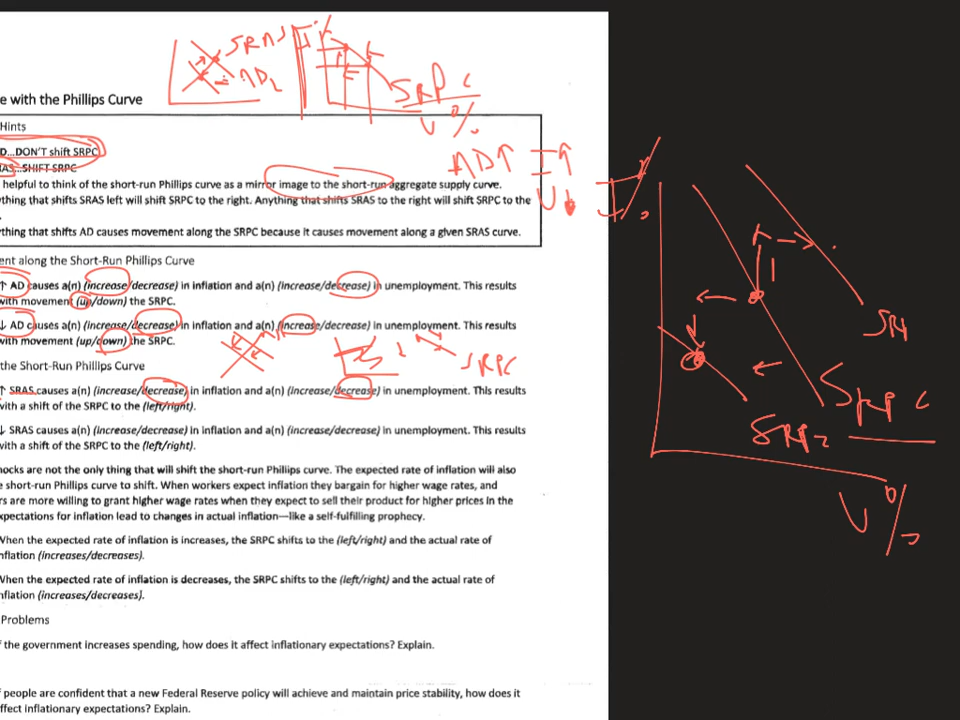 SRAS
AD2
SRPC
U%
AD↑ I↑
U↓ I%
e with the Phillips Curve
Hints
D...DON'T shift SRPC
AS...SHIFT SRPC
helpful to think of the short-run Phillips curve as a mirror image to the short-run aggregate supply curve.
thing that shifts SRAS left will shift SRPC to the right. Anything that shifts SRAS to the right will shift SRPC to the
.
thing that shifts AD causes movement along the SRPC because it causes movement along a given SRAS curve.
ent along the Short-Run Phillips Curve
↑ AD causes a(n) (increase/decrease) in inflation and a(n) (increase/decrease) in unemployment. This results
with movement (up/down) the SRPC.
↓ AD causes a(n) (increase/decrease) in inflation and a(n) (increase/decrease) in unemployment. This results
with movement (up/down) the SRPC.
SRPC
the Short-Run Phillips Curve
↑ SRAS causes a(n) (increase/decrease) in inflation and a(n) (increase/decrease) in unemployment. This results
with a shift of the SRPC to the (left/right).
↓ SRAS causes a(n) (increase/decrease) in inflation and a(n) (increase/decrease) in unemployment. This results
with a shift of the SRPC to the (left/right).
ocks are not the only thing that will shift the short-run Phillips curve. The expected rate of inflation will also
e short-run Phillips curve to shift. When workers expect inflation they bargain for higher wage rates, and
rs are more willing to grant higher wage rates when they expect to sell their product for higher prices in the
xpectations for inflation lead to changes in actual inflation—like a self-fulfilling prophecy.
When the expected rate of inflation is increases, the SRPC shifts to the (left/right) and the actual rate of
nflation (increases/decreases).
When the expected rate of inflation is decreases, the SRPC shifts to the (left/right) and the actual rate of
nflation (increases/decreases).
Problems
f the government increases spending, how does it affect inflationary expectations? Explain.
f people are confident that a new Federal Reserve policy will achieve and maintain price stability, how does it
affect inflationary expectations? Explain.
SRPC
SRP2
U%